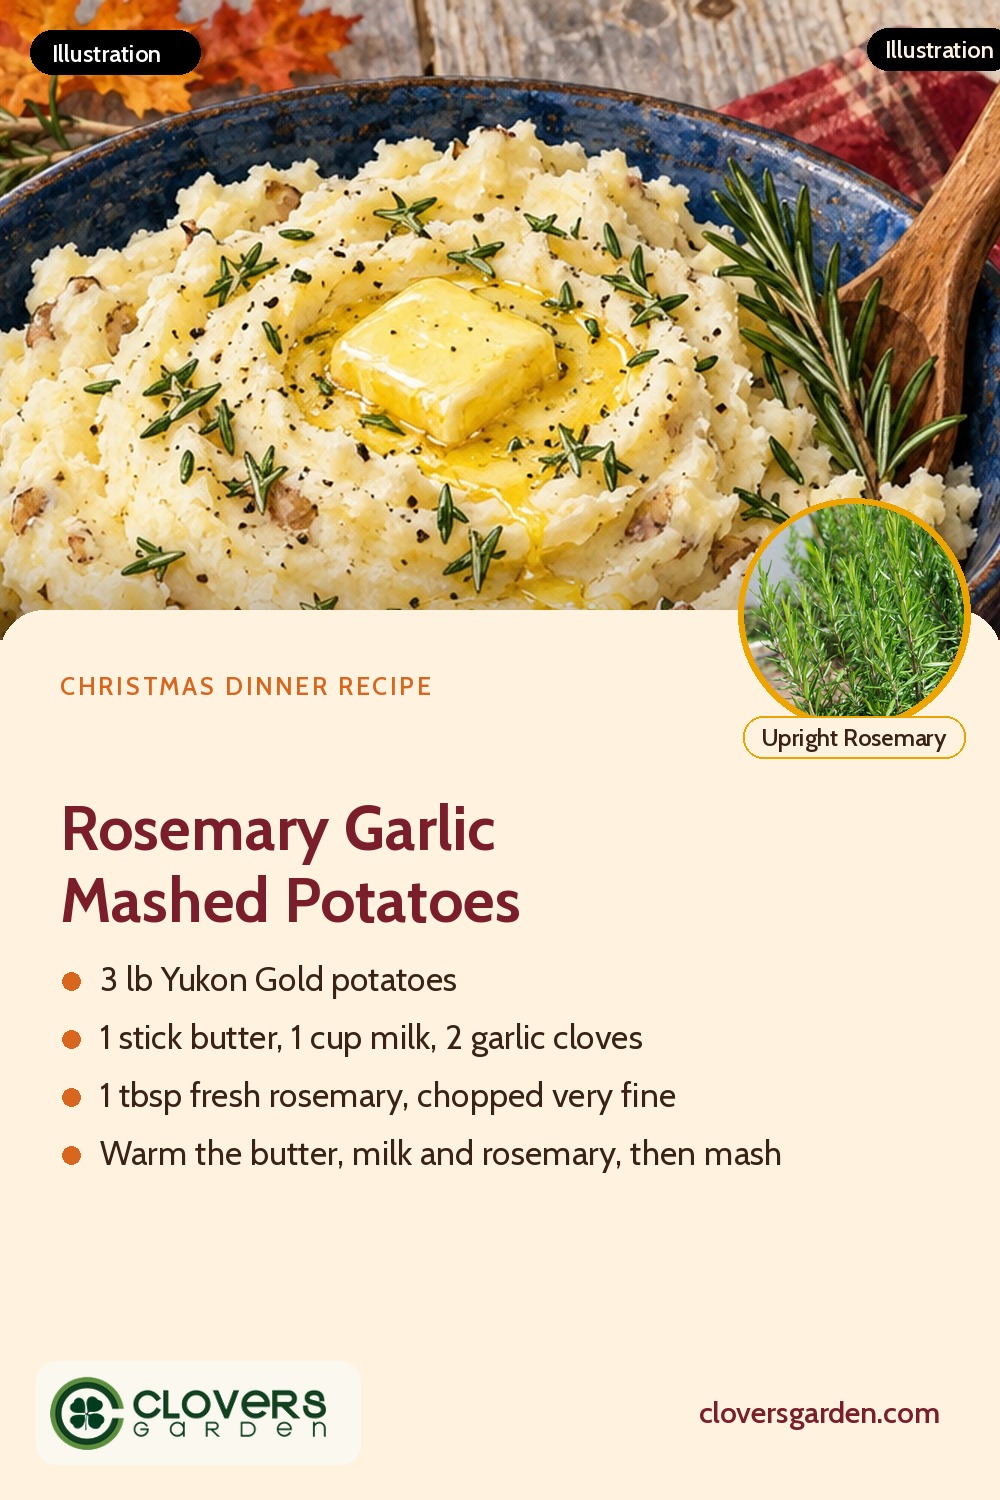 Illustration
Illustration
CHRISTMAS DINNER RECIPE
Upright Rosemary
Rosemary Garlic
Mashed Potatoes
3 lb Yukon Gold potatoes
1 stick butter, 1 cup milk, 2 garlic cloves
1 tbsp fresh rosemary, chopped very fine
Warm the butter, milk and rosemary, then mash
CLOVERS
GARDEN
cloversgarden.com